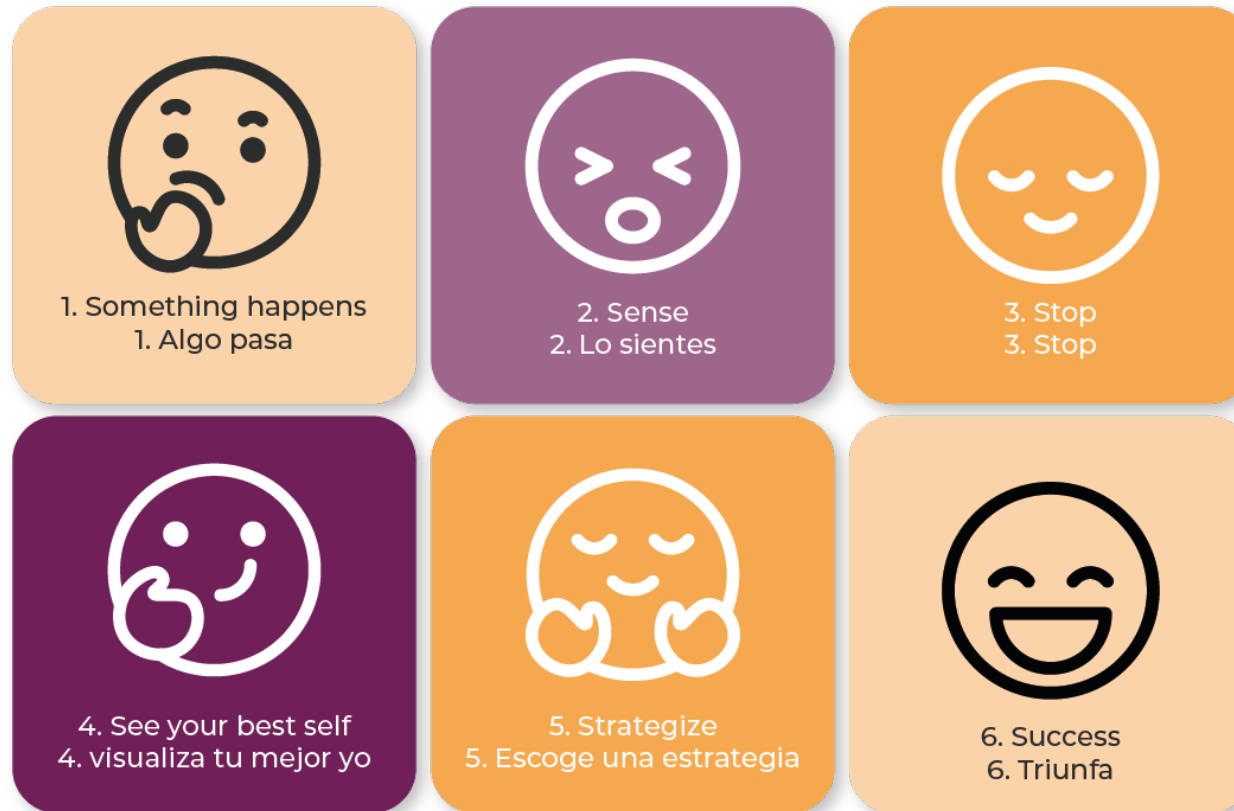 1. Something happens
1. Algo pasa
2. Sense
2. Lo sientes
3. Stop
3. Stop
4. See your best self
4. visualiza tu mejor yo
5. Strategize
5. Escoge una estrategia
6. Success
6. Triunfa